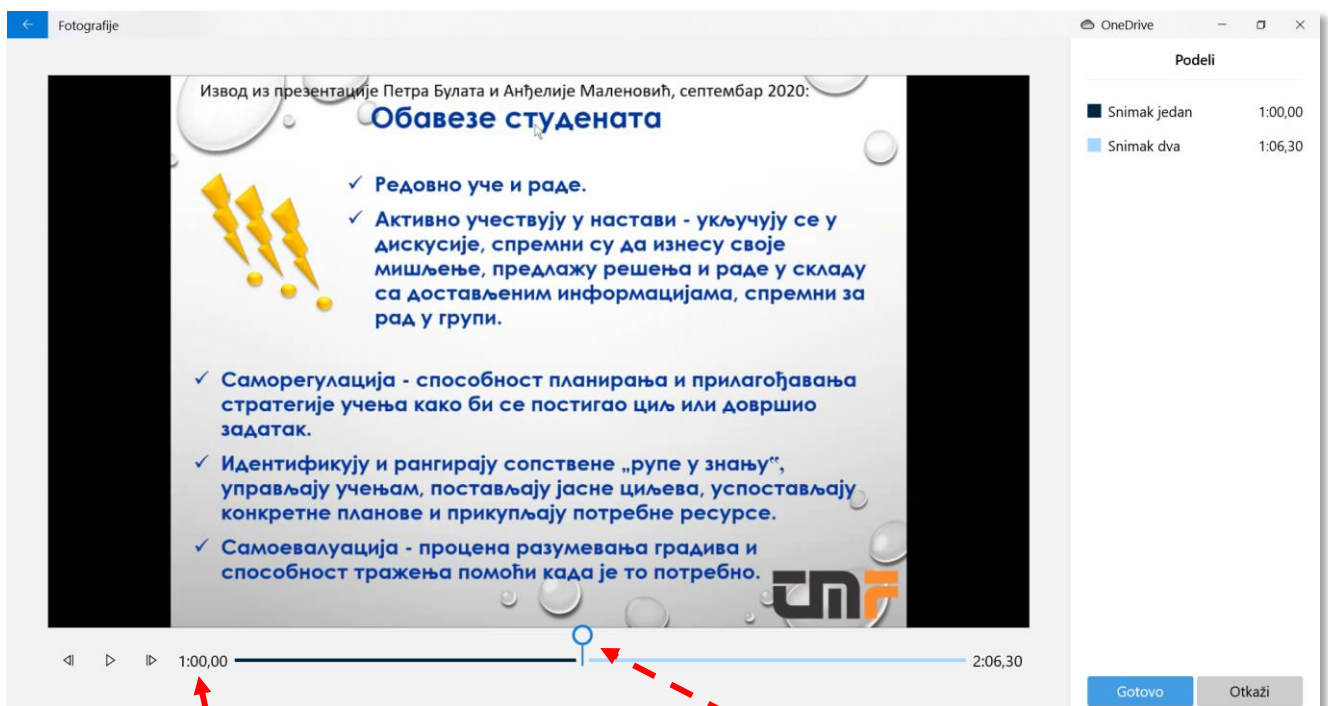 Fotografije
OneDrive
Podeli
Snimak jedan 1:00,00
Snimak dva 1:06,30
Извод из презентације Петра Булата и Анђелије Маленовић, септембар 2020:
Обавезе студената
✓ Редовно уче и раде.
✓ Активно учествују у настави - укључују се у
дискусије, спремни су да изнесу своје
мишљење, предлажу решења и раде у складу
са достављеним информацијама, спремни за
рад у групи.
✓ Саморегулација - способност планирања и прилагођавања
стратегије учења како би се постигао циљ или довршио
задатак.
✓ Идентификују и рангирају сопствене „рупе у знању“,
управљају учењам, постављају јасне циљева, успостављају
конкретне планове и прикупљају потребне ресурсе.
✓ Самоевалуација - процена разумевања градива и
способност тражења помоћи када је то потребно.
тмF
1:00,00 2:06,30
Gotovo Otkaži